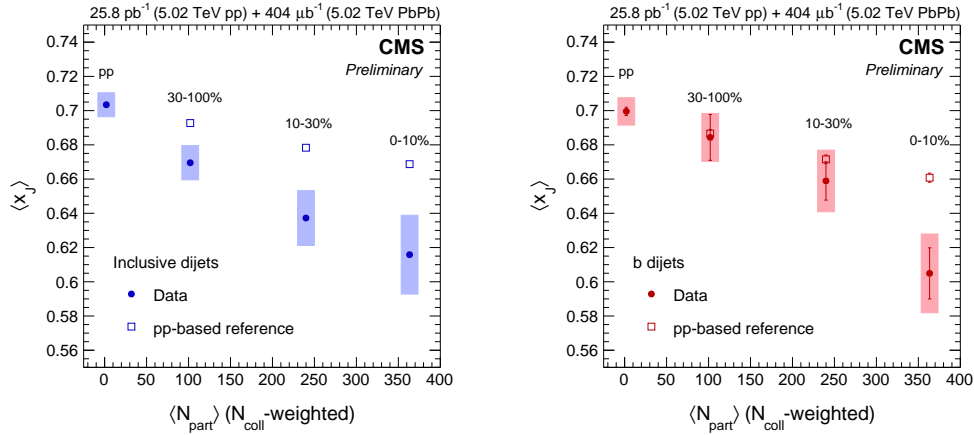 25.8 pb⁻¹ (5.02 TeV pp) + 404 μb⁻¹ (5.02 TeV PbPb)
CMS
Preliminary
pp
30-100%
10-30%
0-10%
Inclusive dijets
Data
pp-based reference
⟨x_J⟩
0.74
0.72
0.7
0.68
0.66
0.64
0.62
0.6
0.58
0.56
0 50 100 150 200 250 300 350 400
⟨N_part⟩ (N_coll-weighted)
25.8 pb⁻¹ (5.02 TeV pp) + 404 μb⁻¹ (5.02 TeV PbPb)
CMS
Preliminary
pp
30-100%
10-30%
0-10%
b dijets
Data
pp-based reference
⟨x_J⟩
0.74
0.72
0.7
0.68
0.66
0.64
0.62
0.6
0.58
0.56
0 50 100 150 200 250 300 350 400
⟨N_part⟩ (N_coll-weighted)